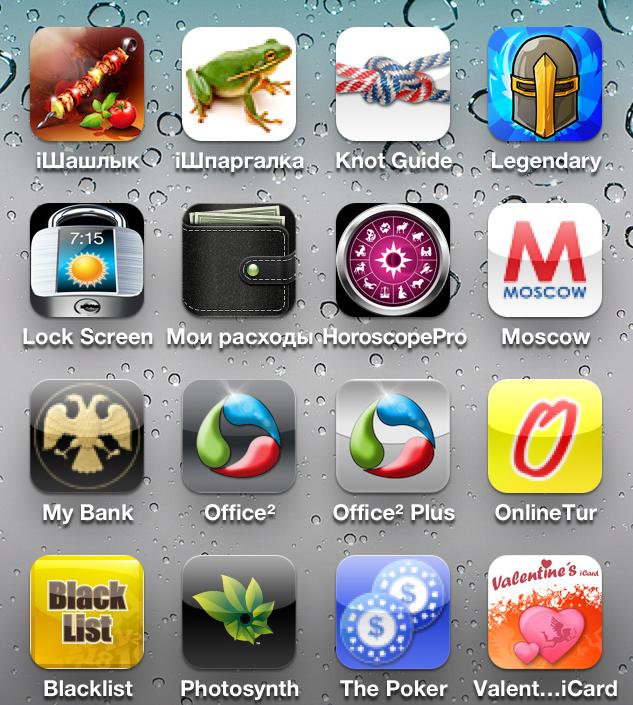 iШашлык
iШпаргалка
Knot Guide
Legendary
7:15
Lock Screen
Мои расходы
HoroscopePro
M
MOSCOW
Moscow
My Bank
Office²
Office² Plus
O
OnlineTur
Black
List
Blacklist
Photosynth
$
$
The Poker
Valentine's iCard
Valent...iCard